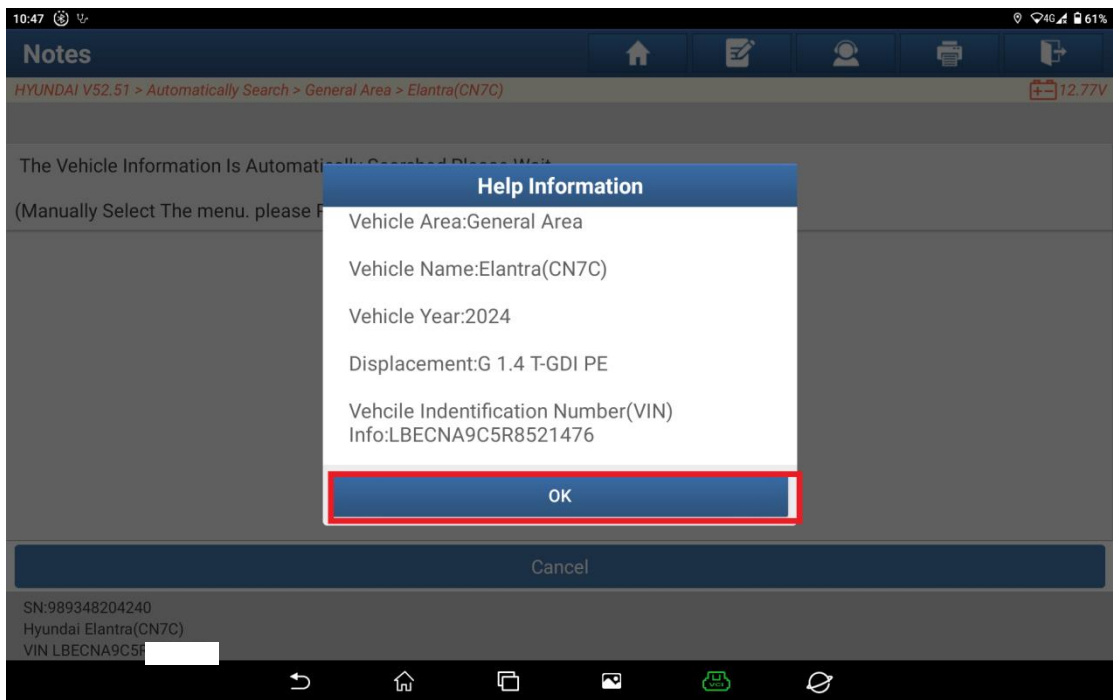 10:47 4G 61%
Notes
HYUNDAI V52.51 > Automatically Search > General Area > Elantra(CN7C) 12.77V
The Vehicle Information Is
(Manually Select The menu. please
Help Information
Vehicle Area:General Area
Vehicle Name:Elantra(CN7C)
Vehicle Year:2024
Displacement:G 1.4 T-GDI PE
Vehcile Indentification Number(VIN)
Info:LBECNA9C5R8521476
OK
Cancel
SN:989348204240
Hyundai Elantra(CN7C)
VIN LBECNA9C5R
VCI